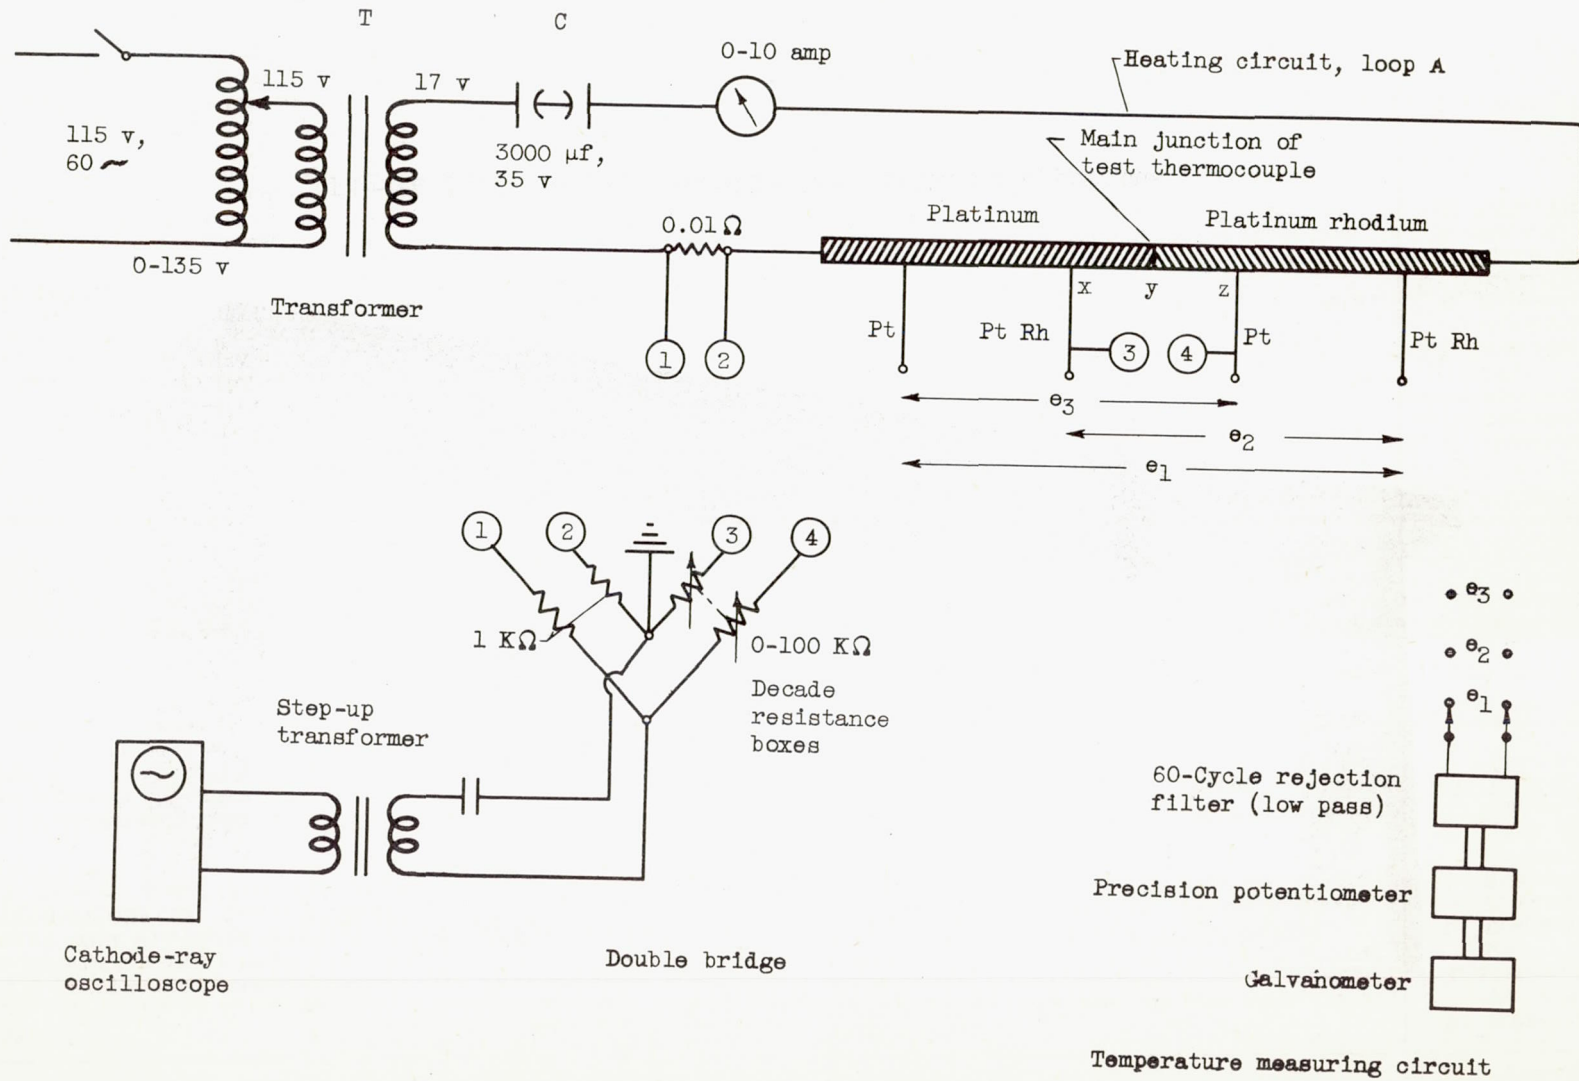 T
C
0-10 amp
Heating circuit, loop A
115 v
17 v
115 v,
60 ~
3000 μf,
35 v
Main junction of
test thermocouple
0-135 v
Transformer
0.01 Ω
Platinum
Platinum rhodium
x
y
z
1
2
Pt
Pt Rh
3
4
Pt
Pt Rh
e3
e2
e1
1
2
3
4
1 KΩ
0-100 KΩ
Decade
resistance
boxes
Step-up
transformer
Cathode-ray
oscilloscope
Double bridge
e3
e2
e1
60-Cycle rejection
filter (low pass)
Precision potentiometer
Galvanometer
Temperature measuring circuit